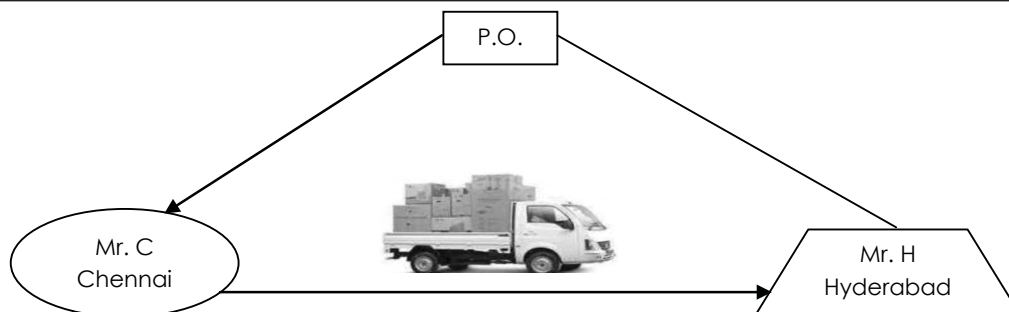 P.O.
Mr. C
Chennai
Mr. H
Hyderabad